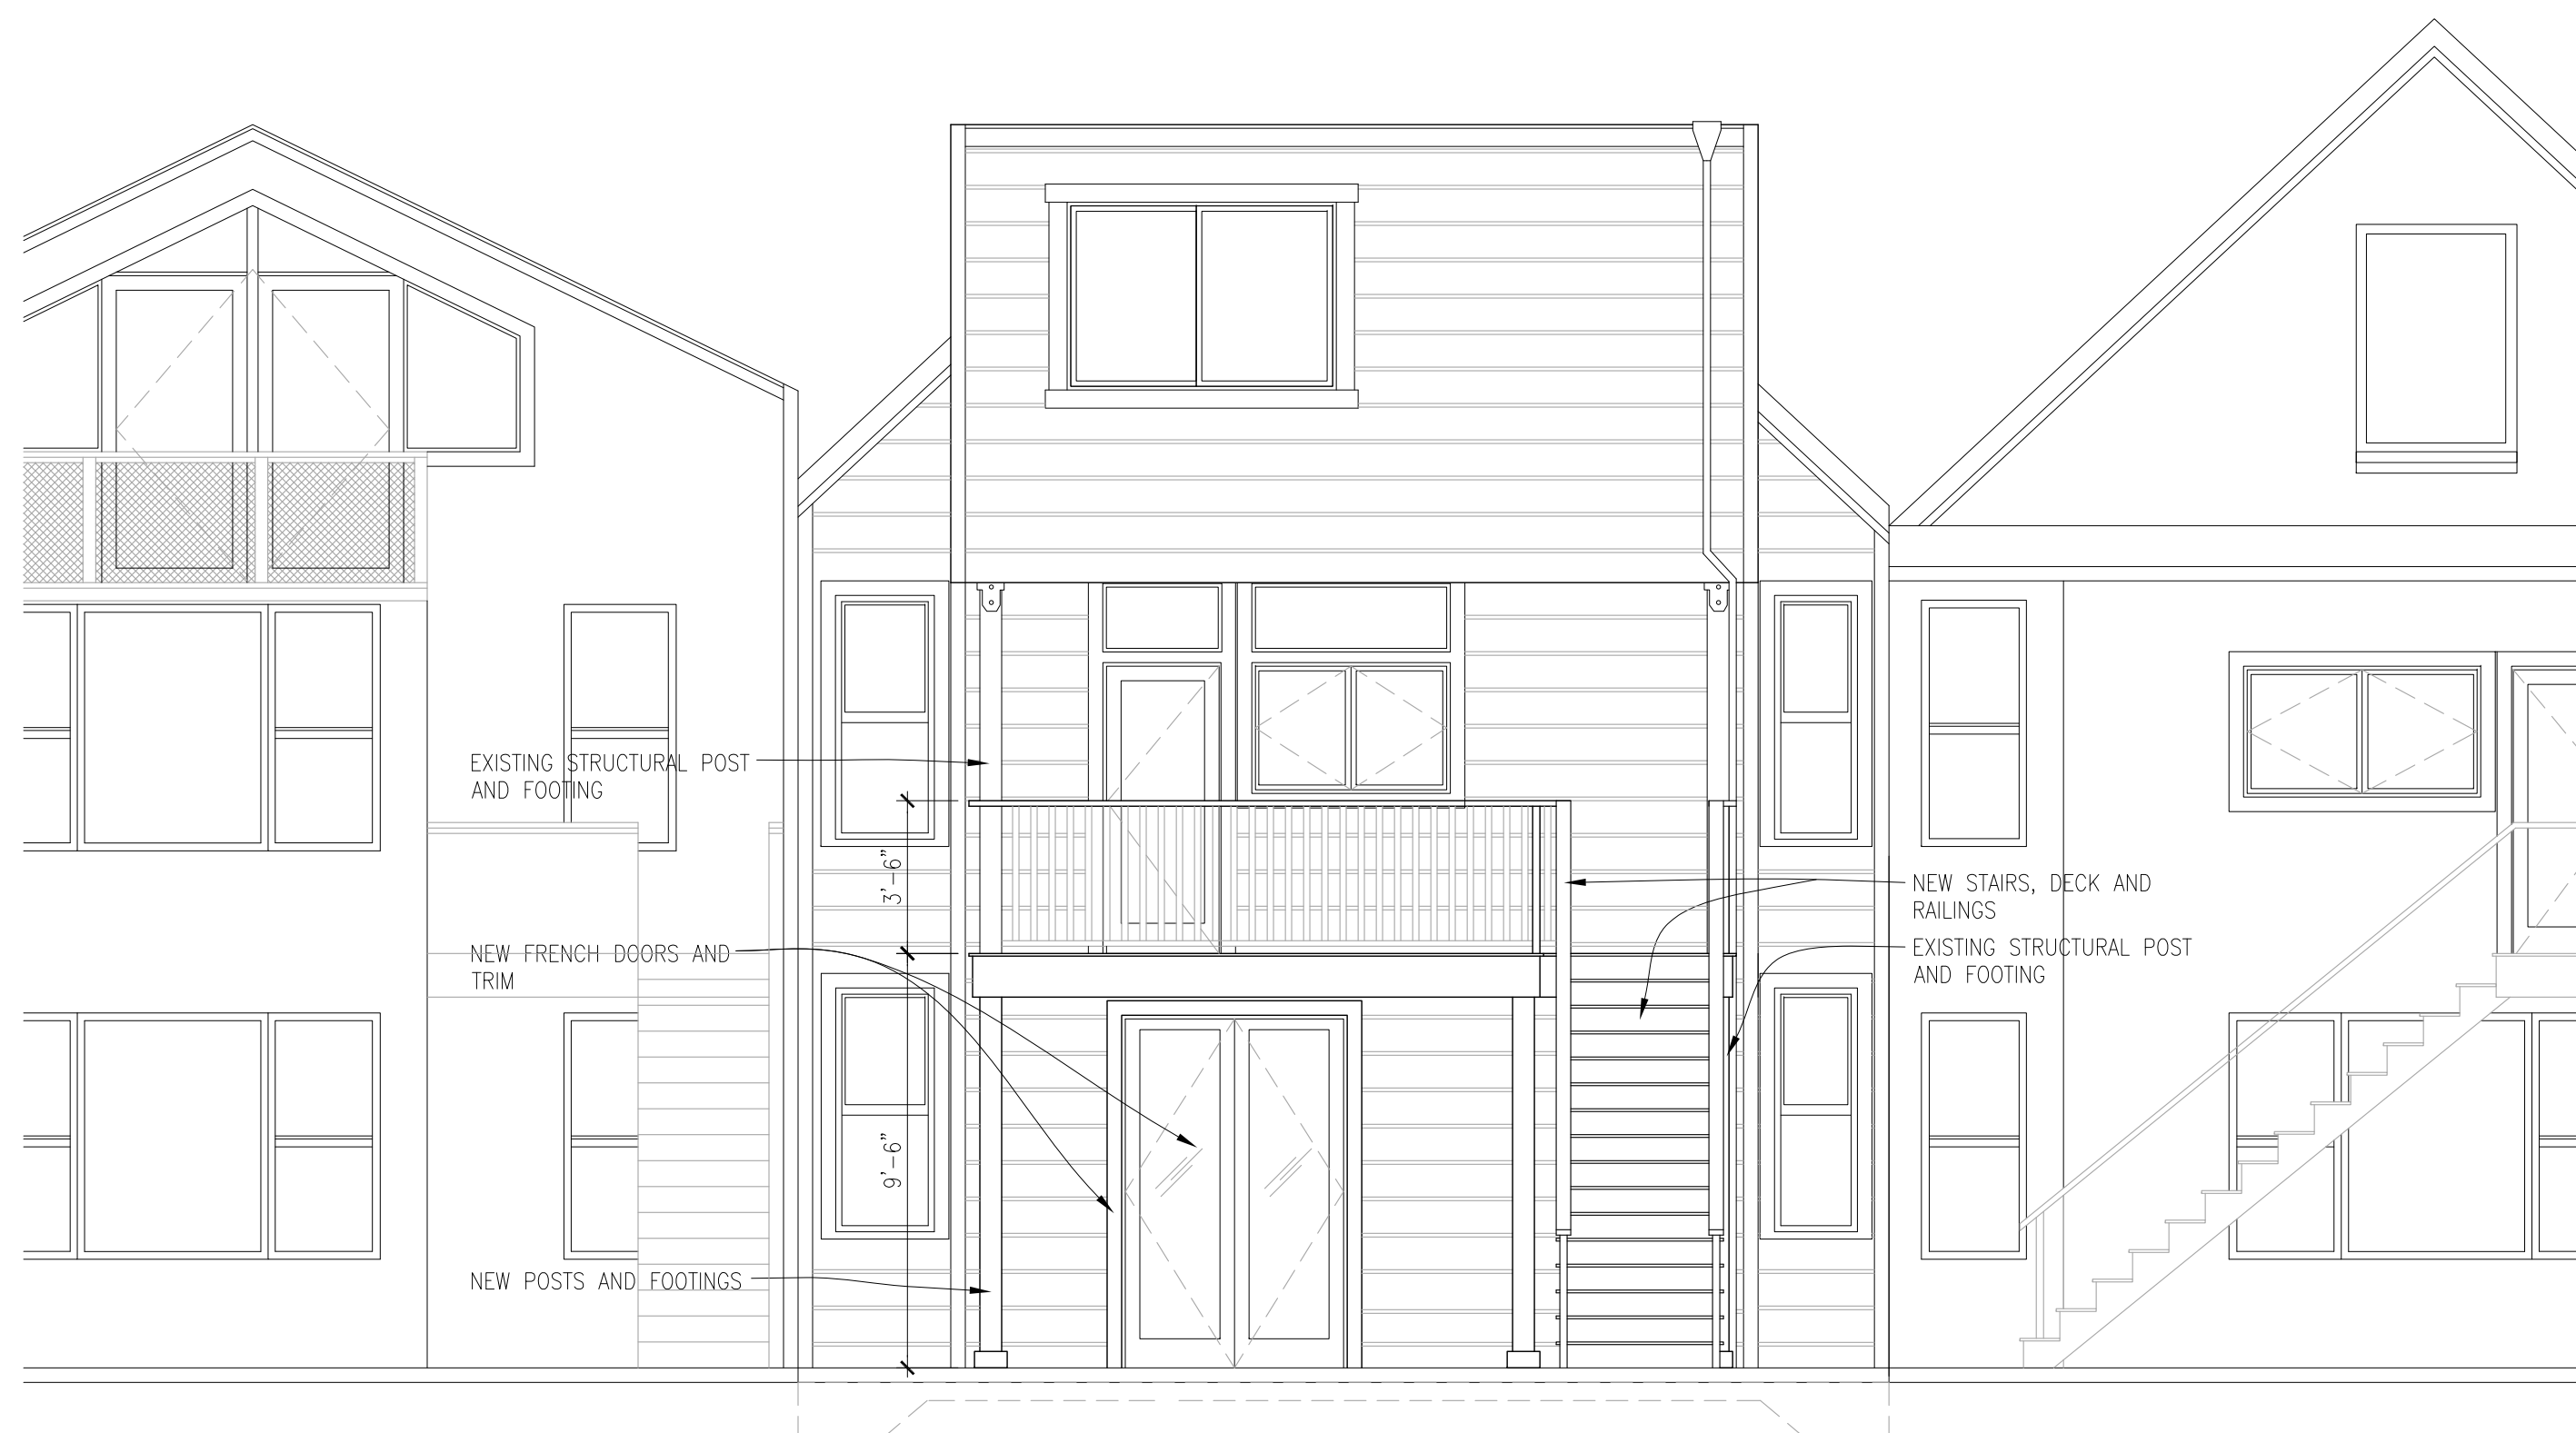 EXISTING STRUCTURAL POST
AND FOOTING
3'-6"
NEW FRENCH DOORS AND
TRIM
9'-6"
NEW POSTS AND FOOTINGS
NEW STAIRS, DECK AND
RAILINGS
EXISTING STRUCTURAL POST
AND FOOTING